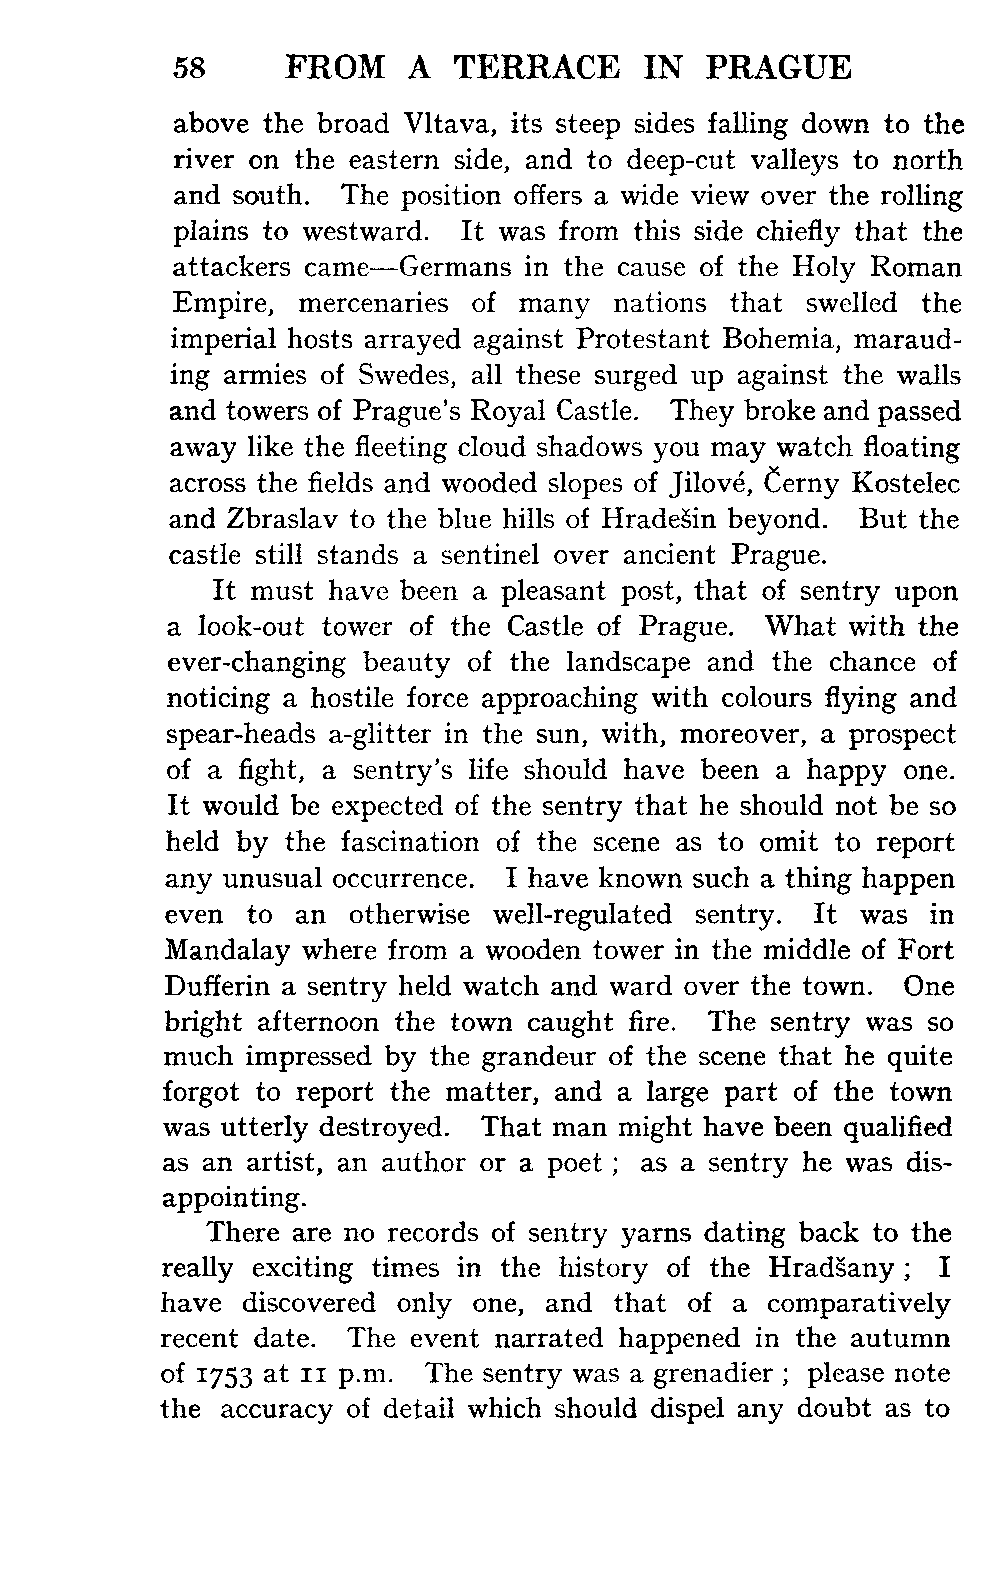 58 FROM A TERRACE IN PRAGUE
above the broad Vltava, its steep sides falling down to the
river on the eastern side, and to deep-cut valleys to north
and south. The position offers a wide view over the rolling
plains to westward. It was from this side chiefly that the
attackers came—Germans in the cause of the Holy Roman
Empire, mercenaries of many nations that swelled the
imperial hosts arrayed against Protestant Bohemia, maraud-
ing armies of Swedes, all these surged up against the walls
and towers of Prague's Royal Castle. They broke and passed
away like the fleeting cloud shadows you may watch floating
across the fields and wooded slopes of Jilové, Černy Kostelec
and Zbraslav to the blue hills of Hradešin beyond. But the
castle still stands a sentinel over ancient Prague.
It must have been a pleasant post, that of sentry upon
a look-out tower of the Castle of Prague. What with the
ever-changing beauty of the landscape and the chance of
noticing a hostile force approaching with colours flying and
spear-heads a-glitter in the sun, with, moreover, a prospect
of a fight, a sentry's life should have been a happy one.
It would be expected of the sentry that he should not be so
held by the fascination of the scene as to omit to report
any unusual occurrence. I have known such a thing happen
even to an otherwise well-regulated sentry. It was in
Mandalay where from a wooden tower in the middle of Fort
Dufferin a sentry held watch and ward over the town. One
bright afternoon the town caught fire. The sentry was so
much impressed by the grandeur of the scene that he quite
forgot to report the matter, and a large part of the town
was utterly destroyed. That man might have been qualified
as an artist, an author or a poet ; as a sentry he was dis-
appointing.
There are no records of sentry yarns dating back to the
really exciting times in the history of the Hradšany ; I
have discovered only one, and that of a comparatively
recent date. The event narrated happened in the autumn
of 1753 at 11 p.m. The sentry was a grenadier ; please note
the accuracy of detail which should dispel any doubt as to